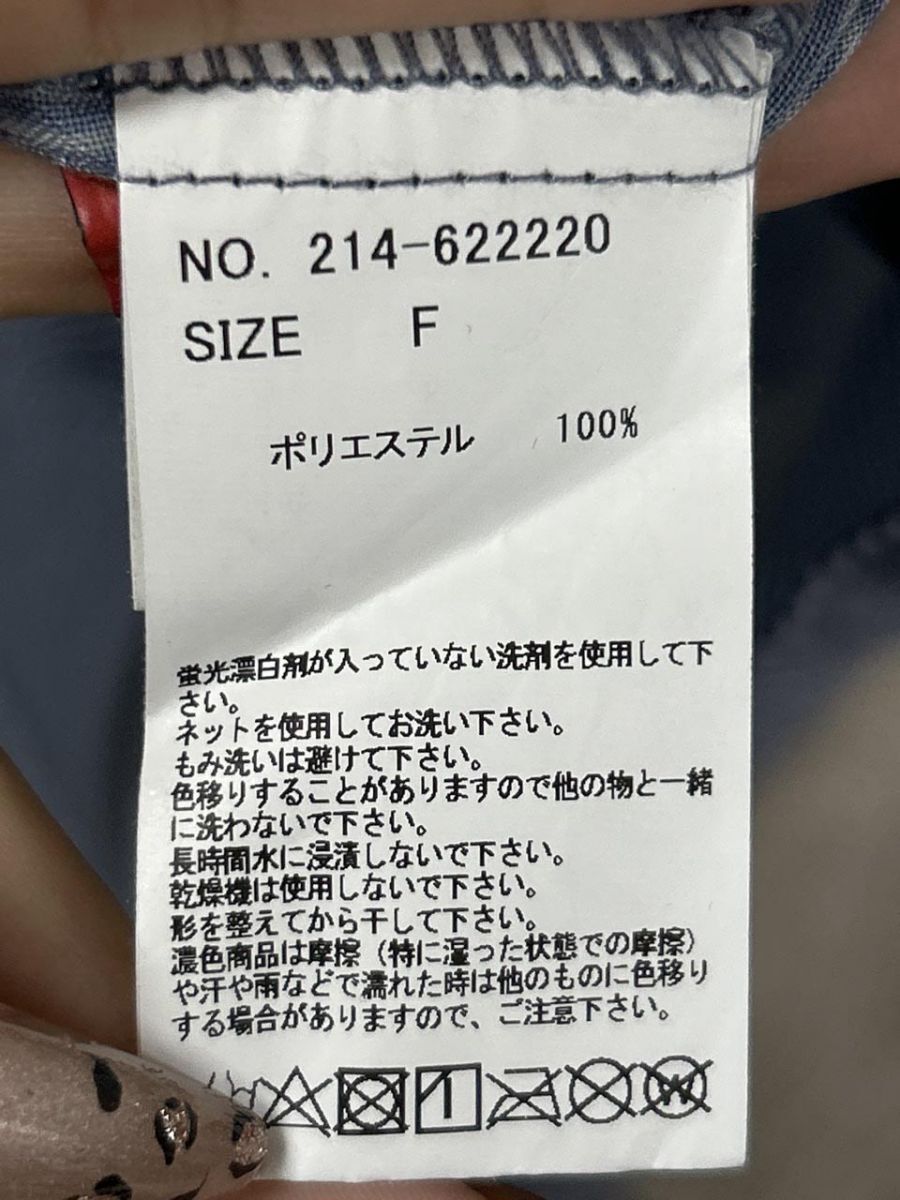 NO. 214-622220
SIZE F
ポリエステル 100%
蛍光漂白剤が入っていない洗剤を使用して下
さい。
ネットを使用してお洗い下さい。
もみ洗いは避けて下さい。
色移りすることがありますので他の物と一緒
に洗わないで下さい。
長時間水に浸漬しないで下さい。
乾燥機は使用しないで下さい。
形を整えてから干して下さい。
濃色商品は摩擦（特に湿った状態での摩擦）
や汗や雨などで濡れた時は他のものに色移り
する場合がありますので、ご注意下さい。
W